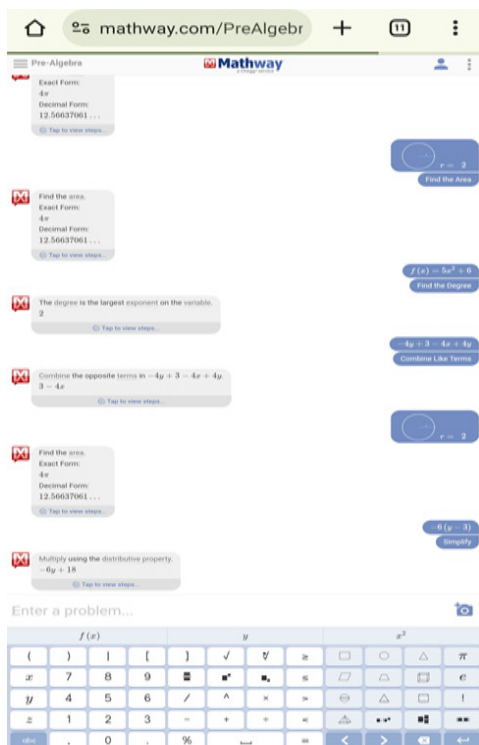 mathway.com/PreAlgebr
11
Pre-Algebra
Mathway
a Chegg service
Exact Form:
4π
Decimal Form:
12.56637061 . . .
Tap to view steps...
r = 2
Find the Area
Find the area.
Exact Form:
4π
Decimal Form:
12.56637061 . . .
Tap to view steps...
f (x) = 5x² + 6
Find the Degree
The degree is the largest exponent on the variable.
2
Tap to view steps...
−4y + 3 − 4x + 4y
Combine Like Terms
Combine the opposite terms in −4y + 3 − 4x + 4y.
3 − 4x
Tap to view steps...
r = 2
Find the area.
Exact Form:
4π
Decimal Form:
12.56637061 . . .
Tap to view steps...
−6 (y − 3)
Simplify
Multiply using the distributive property.
−6y + 18
Tap to view steps...
Enter a problem...
f (x) y x²
( ) | [ ] √ ≥ π
x 7 8 9 ≤ e
y 4 5 6 / ^ × > !
z 1 2 3 − + ÷ <
abc , 0 . % =